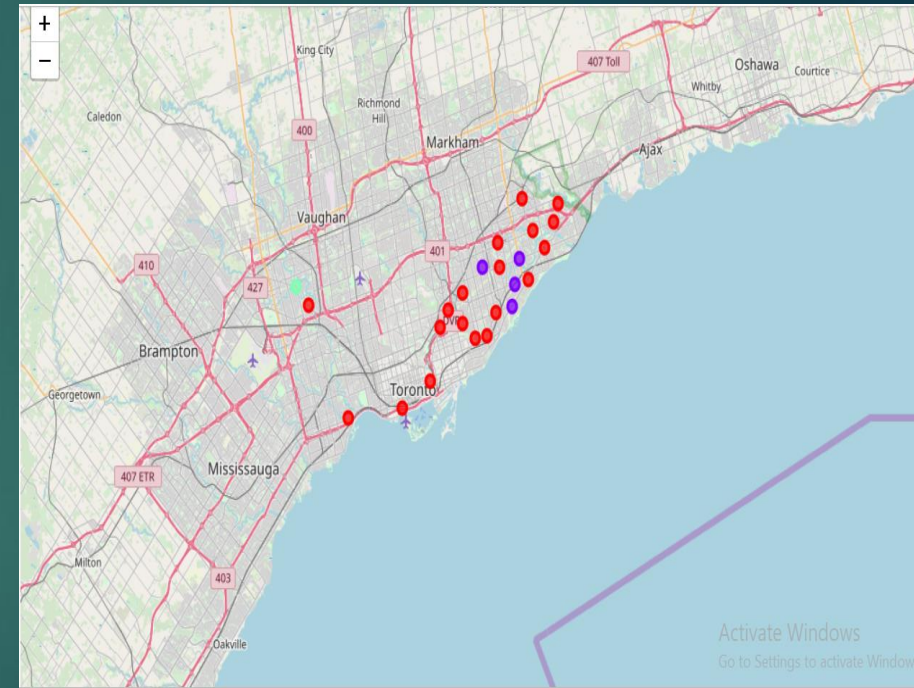 +
−
King City
407 Toll
Oshawa
Courtice
Whitby
Caledon
Richmond
Hill
400
Markham
Ajax
Vaughan
401
410
427
Brampton
Georgetown
Toronto
Mississauga
407 ETR
Milton
403
Oakville
Activate Windows
Go to Settings to activate Window